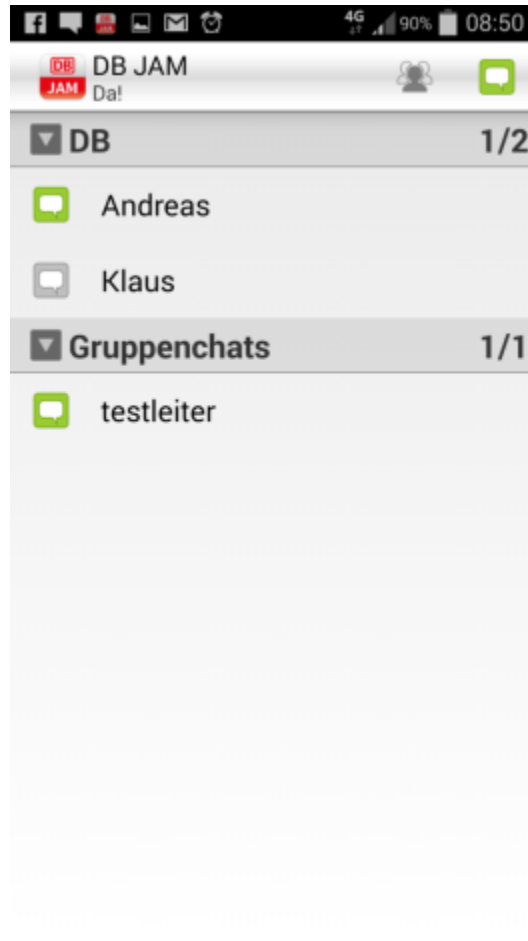 4G 90% 08:50
DB
JAM
DB JAM
Da!
DB 1/2
Andreas
Klaus
Gruppenchats 1/1
testleiter